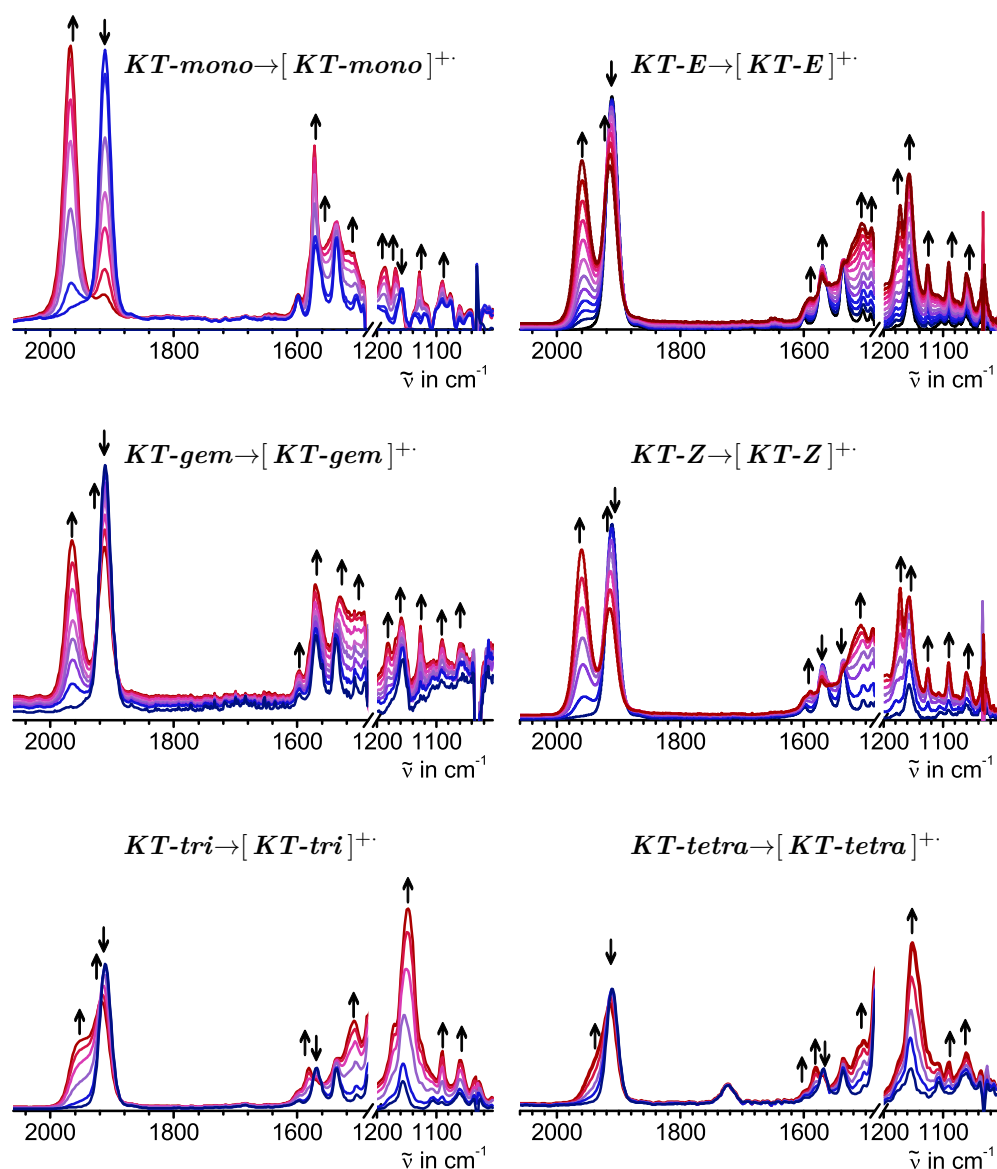 KT-mono→[ KT-mono ]⁺·
KT-E→[ KT-E ]⁺·
2000 1800 1600 1200 1100
ṽ in cm⁻¹
2000 1800 1600 1200 1100
ṽ in cm⁻¹
KT-gem→[ KT-gem ]⁺·
KT-Z→[ KT-Z ]⁺·
2000 1800 1600 1200 1100
ṽ in cm⁻¹
2000 1800 1600 1200 1100
ṽ in cm⁻¹
KT-tri→[ KT-tri ]⁺·
KT-tetra→[ KT-tetra ]⁺·
2000 1800 1600 1200 1100
ṽ in cm⁻¹
2000 1800 1600 1200 1100
ṽ in cm⁻¹